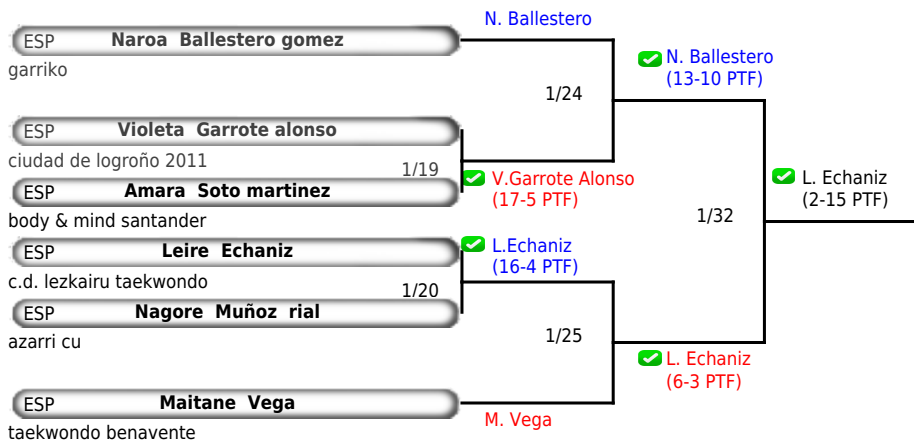 N. Ballestero
ESP Naroa Ballestero gomez
garriko
N. Ballestero
(13-10 PTF)
1/24
ESP Violeta Garrote alonso
ciudad de logroño 2011
1/19
V.Garrote Alonso
(17-5 PTF)
ESP Amara Soto martinez
body & mind santander
L. Echaniz
(2-15 PTF)
1/32
ESP Leire Echaniz
c.d. lezkairu taekwondo
L.Echaniz
(16-4 PTF)
1/20
ESP Nagore Muñoz rial
azarri cu
1/25
L. Echaniz
(6-3 PTF)
ESP Maitane Vega
taekwondo benavente
M. Vega